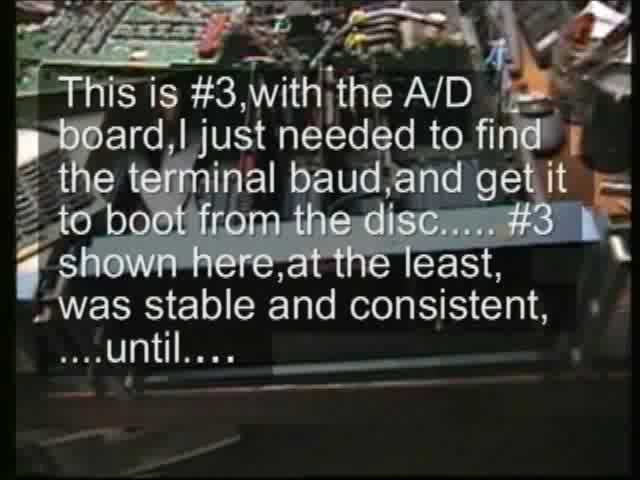 This is #3,with the A/D
board,I just needed to find
the terminal baud,and get it
to boot from the disc..... #3
shown here,at the least,
was stable and consistent,
....until....